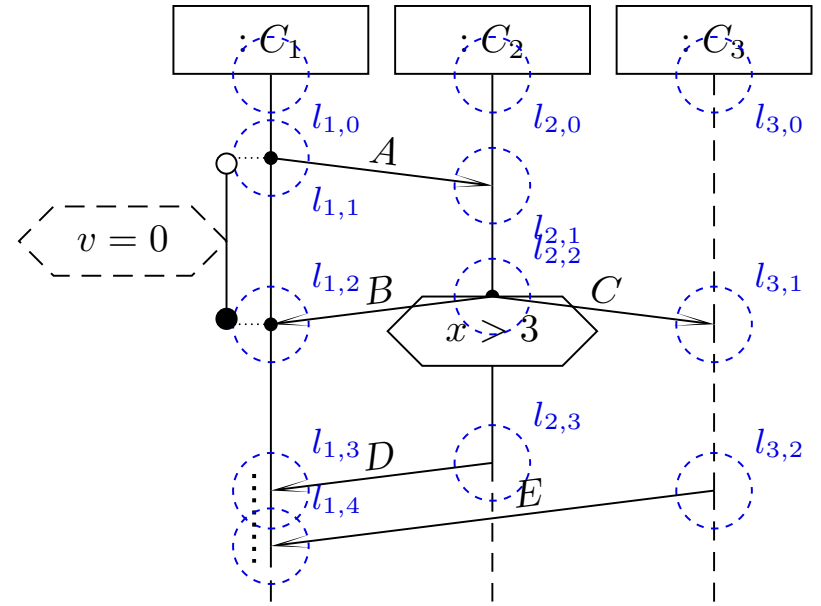 : C₁ : C₂ : C₃
l₁,₀ l₂,₀ l₃,₀
A
l₁,₁
l₂,₁
v = 0
l₂,₂
l₁,₂ B C l₃,₁
x > 3
l₂,₃
l₁,₃ D l₃,₂
l₁,₄ E